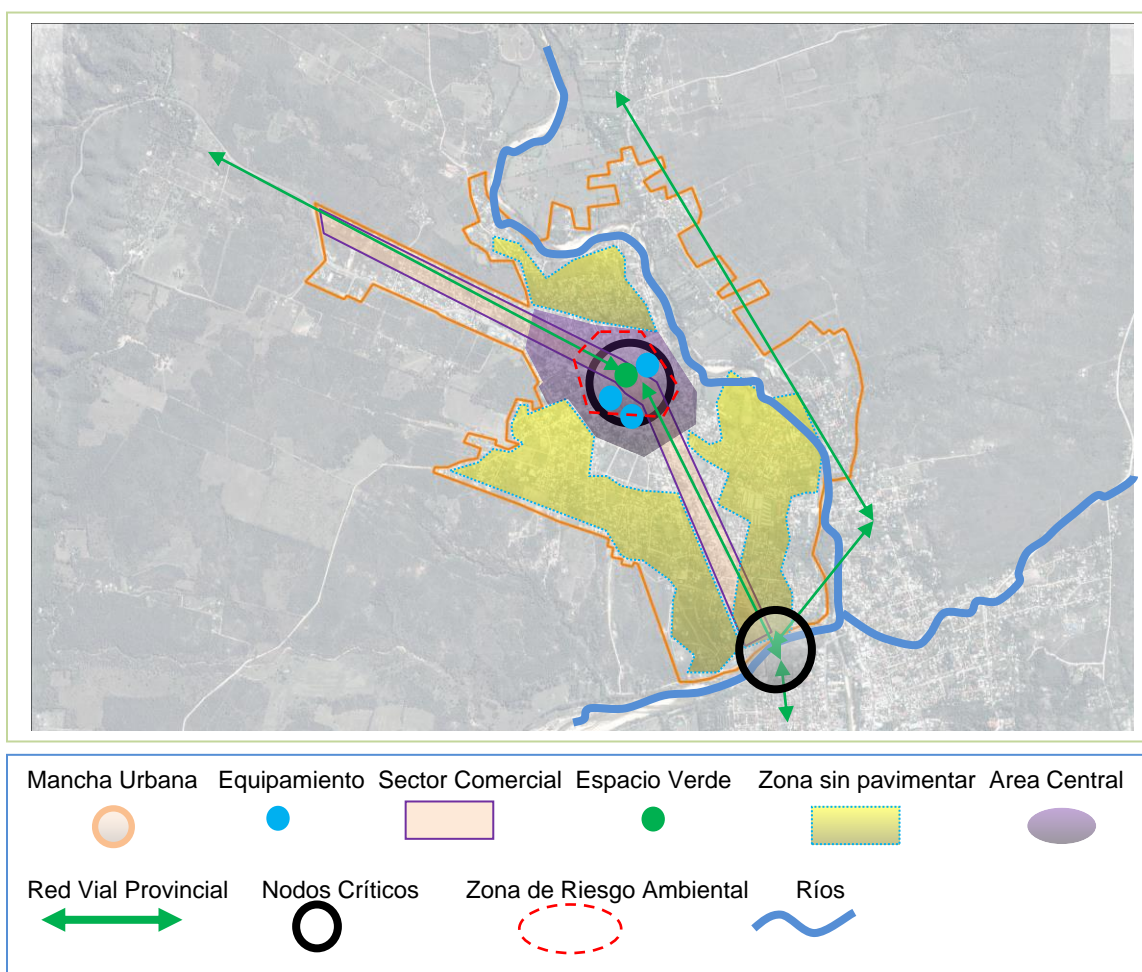 Mancha Urbana Equipamiento Sector Comercial Espacio Verde Zona sin pavimentar Area Central
Red Vial Provincial Nodos Críticos Zona de Riesgo Ambiental Ríos